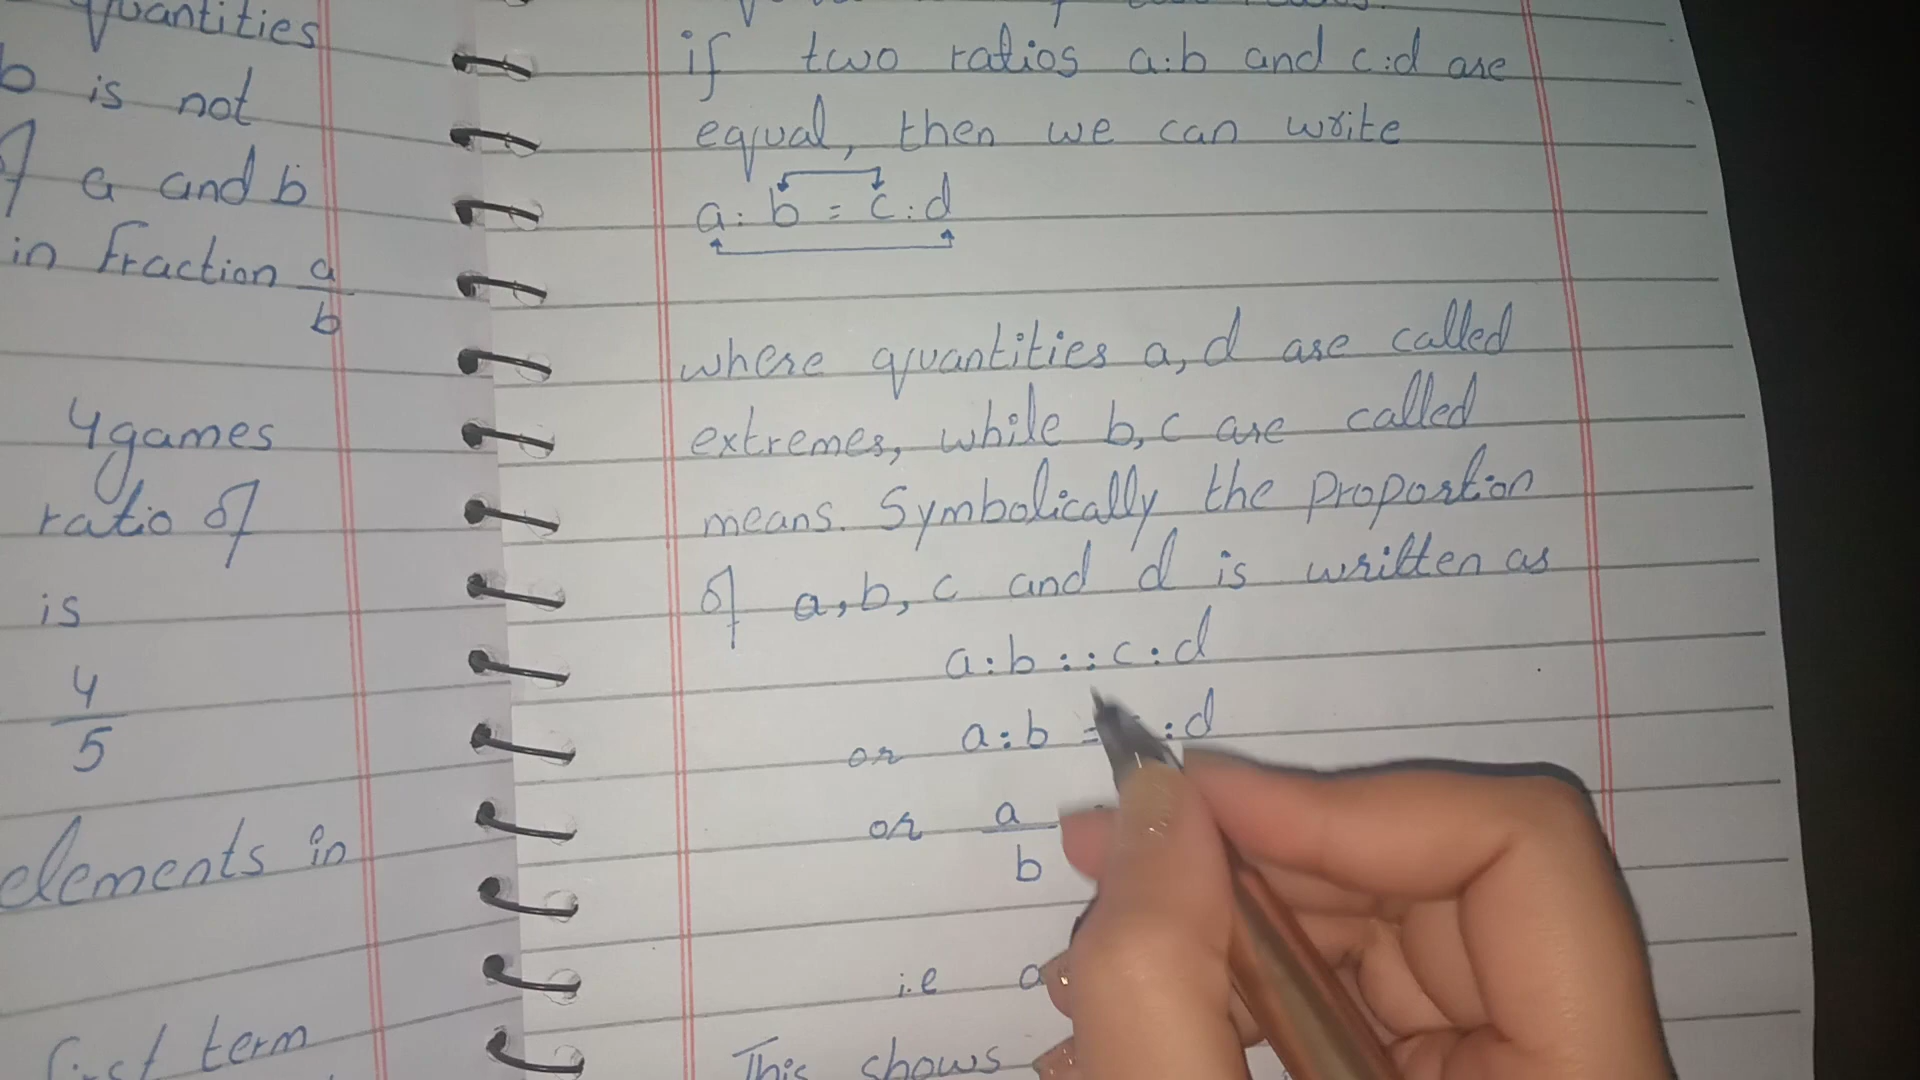 quantities
b is not
of a and b
in Fraction a
b
4 games
ratio of
is
4
5
elements in
first term
if two ratios a:b and c:d are
equal, then we can write
a:b = c:d
where quantities a, d are called
extremes, while b, c are called
means. Symbolically the proportion
of a, b, c and d is written as
a:b::c:d
or a:b = :d
or a
b
i.e a
This shows